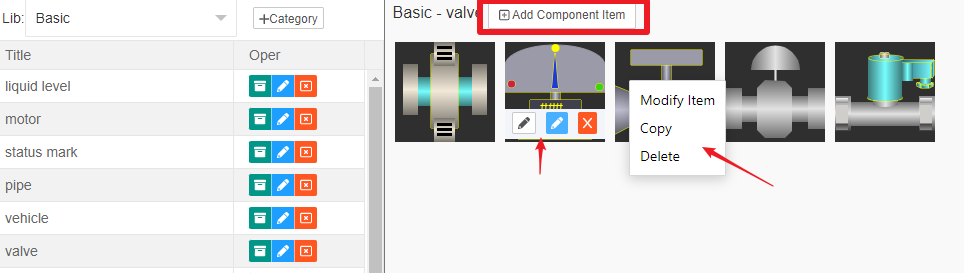 Lib:
Basic
+Category
Title
Oper
liquid level
motor
status mark
pipe
vehicle
valve
Basic - valve
Add Component Item
Modify Item
Copy
Delete